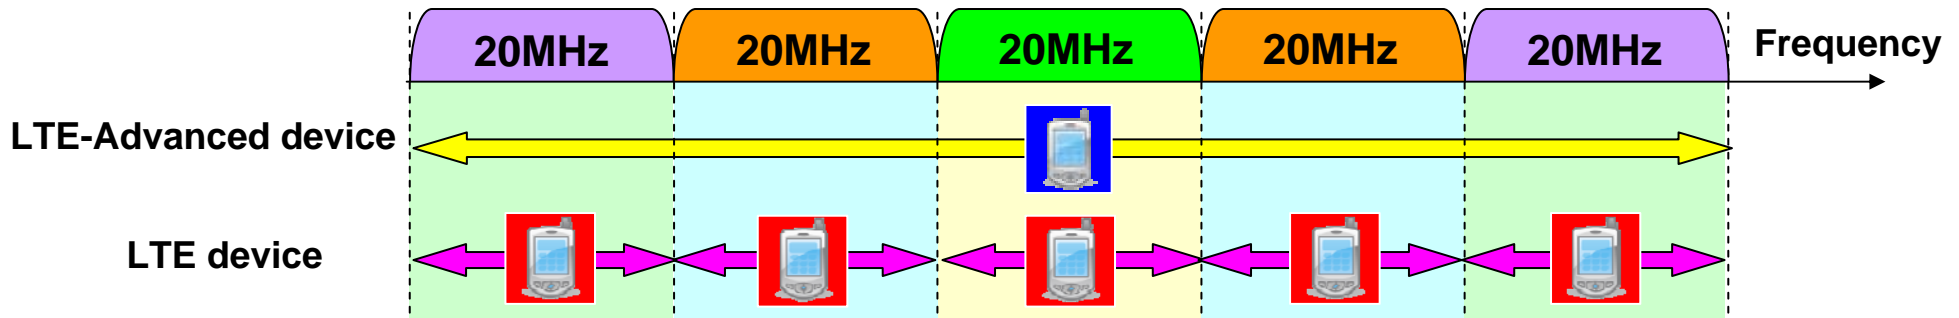 20MHz 20MHz 20MHz 20MHz 20MHz Frequency
LTE-Advanced device
LTE device